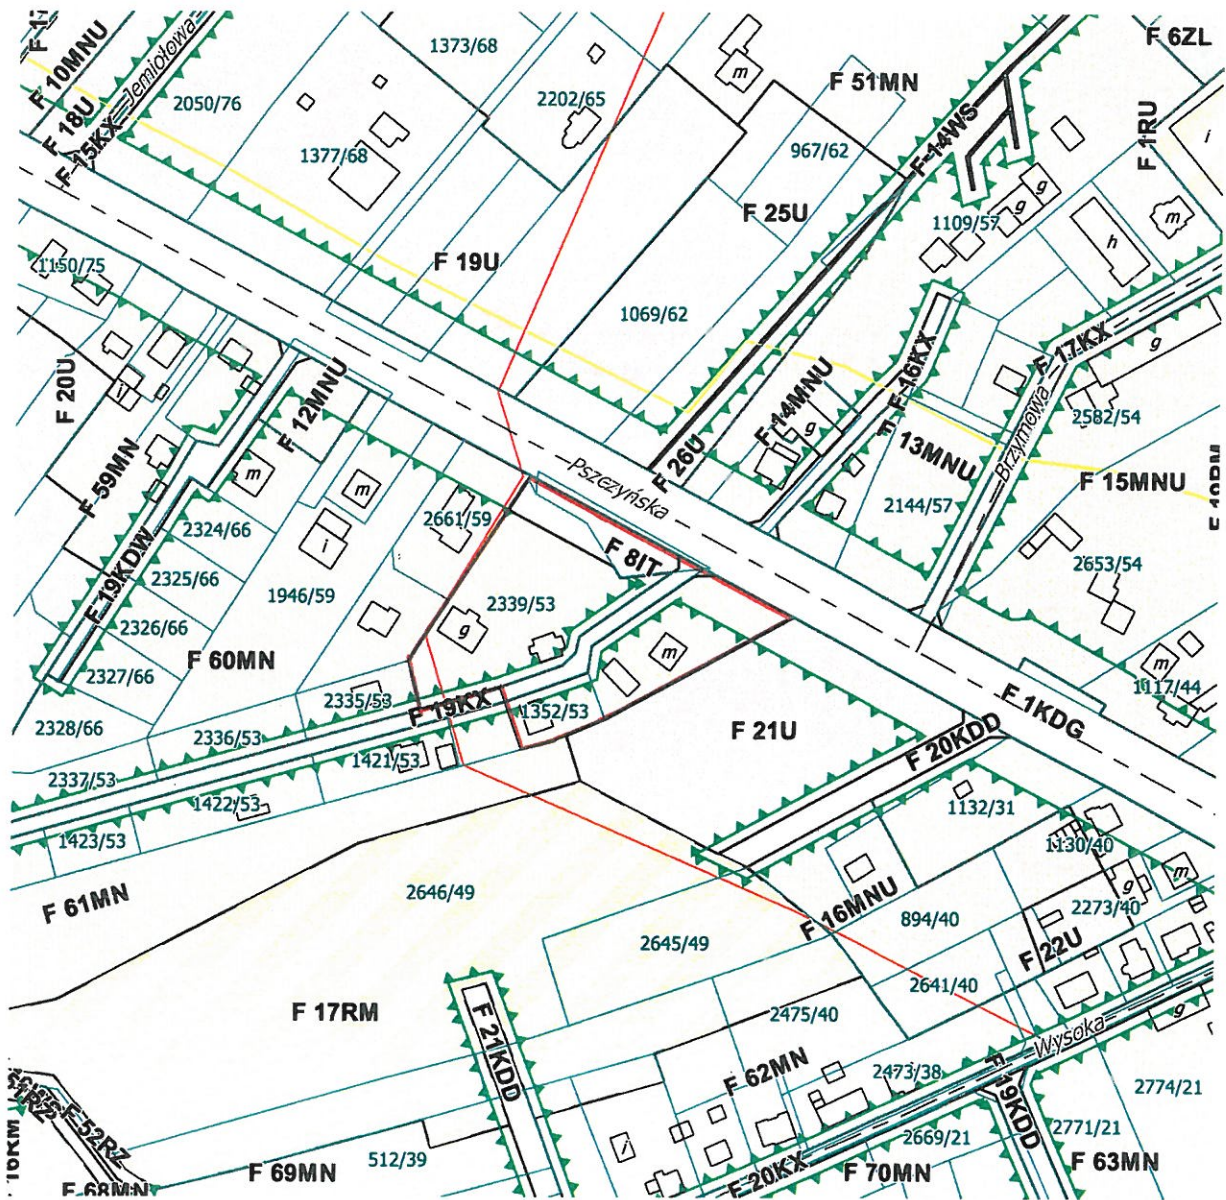 F 17
F 10MNU
F 18U
F 15KX
Jemiołowa
2050/76
1373/68
1377/68
2202/65
m
F 51MN
F 6ZL
F 1RU
i
F 14WS
967/62
F 25U
1109/57
g
g
h
m
1150/75
F 19U
1069/62
F 20U
i
F 12MNU
F 14MNU
g
F 16KX
F 17KX
g
Brzymowa
2582/54
F 59MN
m
m
2661/59
Pszczyńska
F 26U
F 13MNU
2144/57
F 15MNU
2324/66
i
F 8IT
2653/54
F 19KDW
2325/66
1946/59
2339/53
2326/66
g
m
F 60MN
2327/66
2335/53
F 19KX
1352/53
m
1117/44
2328/66
2336/53
F 21U
F 1KDG
F 20KDD
2337/53
1421/53
1422/53
1423/53
1132/31
1130/40
m
g
2646/49
F 61MN
F 16MNU
894/40
2273/40
2645/49
F 22U
2641/40
F 17RM
F 21KDD
2475/40
Wysoka
g
F 62MN
2473/38
F 19KDD
2774/21
F 52RZ
i
2669/21
2771/21
16RM
F 68MN
F 69MN
512/39
F 20KX
F 70MN
F 63MN